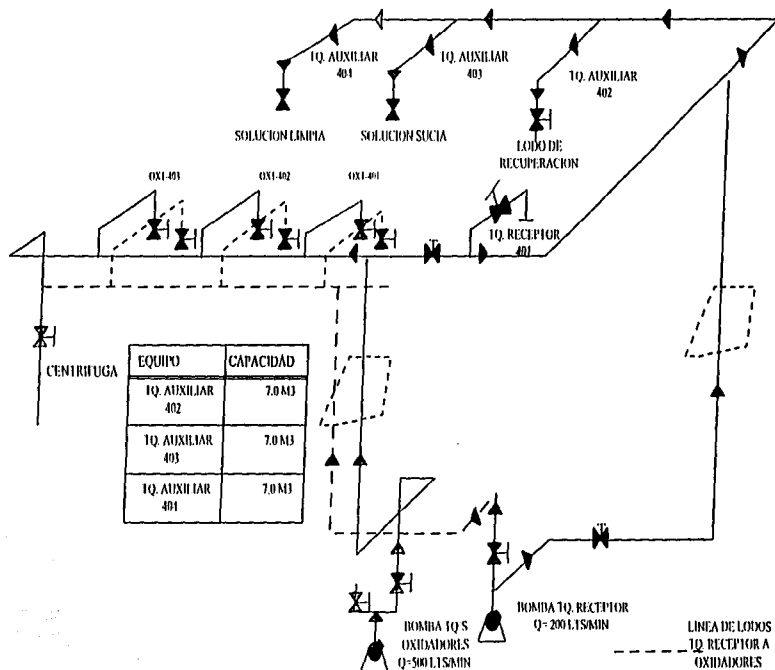 TQ. AUXILIAR
404
TQ. AUXILIAR
403
TQ. AUXILIAR
402
SOLUCION LIMPIA
SOLUCION SUCIA
LODO DE
RECUPERACION
OXI-403
OXI-402
OXI-401
TQ. RECEPTOR
401
CENTRIFUGA
EQUIPO CAPACIDAD
TQ. AUXILIAR
402
7.0 M3
TQ. AUXILIAR
403
7.0 M3
TQ. AUXILIAR
404
7.0 M3
BOMBA TQ'S
OXIDADORES
Q=500 LTS/MIN
BOMBA TQ. RECEPTOR
Q= 200 LTS/MIN
LINEA DE LODOS
TQ. RECEPTOR A
OXIDADORES